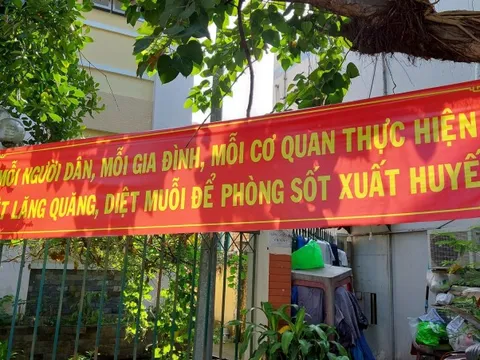 MỖI NGƯỜI DÂN, MỖI GIA ĐÌNH, MỖI CƠ QUAN THỰC HIỆN
LĂNG QUĂNG, DIỆT MUỖI ĐỂ PHÒNG SỐT XUẤT HUYẾ